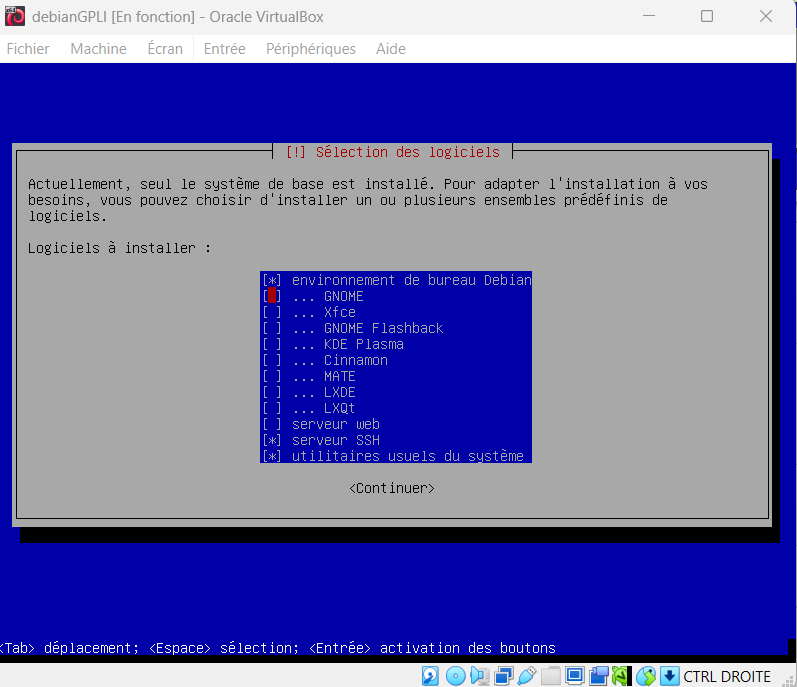 debianGPLI [En fonction] - Oracle VirtualBox
Fichier Machine Écran Entrée Périphériques Aide
[!] Sélection des logiciels
Actuellement, seul le système de base est installé. Pour adapter l'installation à vos
besoins, vous pouvez choisir d'installer un ou plusieurs ensembles prédéfinis de
logiciels.
Logiciels à installer :
[*] environnement de bureau Debian
[ ] ... GNOME
[ ] ... Xfce
[ ] ... GNOME Flashback
[ ] ... KDE Plasma
[ ] ... Cinnamon
[ ] ... MATE
[ ] ... LXDE
[ ] ... LXQt
[ ] serveur web
[*] serveur SSH
[*] utilitaires usuels du système
<Continuer>
<Tab> déplacement; <Espace> sélection; <Entrée> activation des boutons
CTRL DROITE